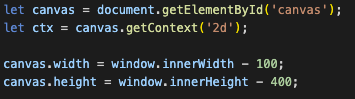 let canvas = document.getElementById('canvas');
let ctx = canvas.getContext('2d');
canvas.width = window.innerWidth - 100;
canvas.height = window.innerHeight - 400;